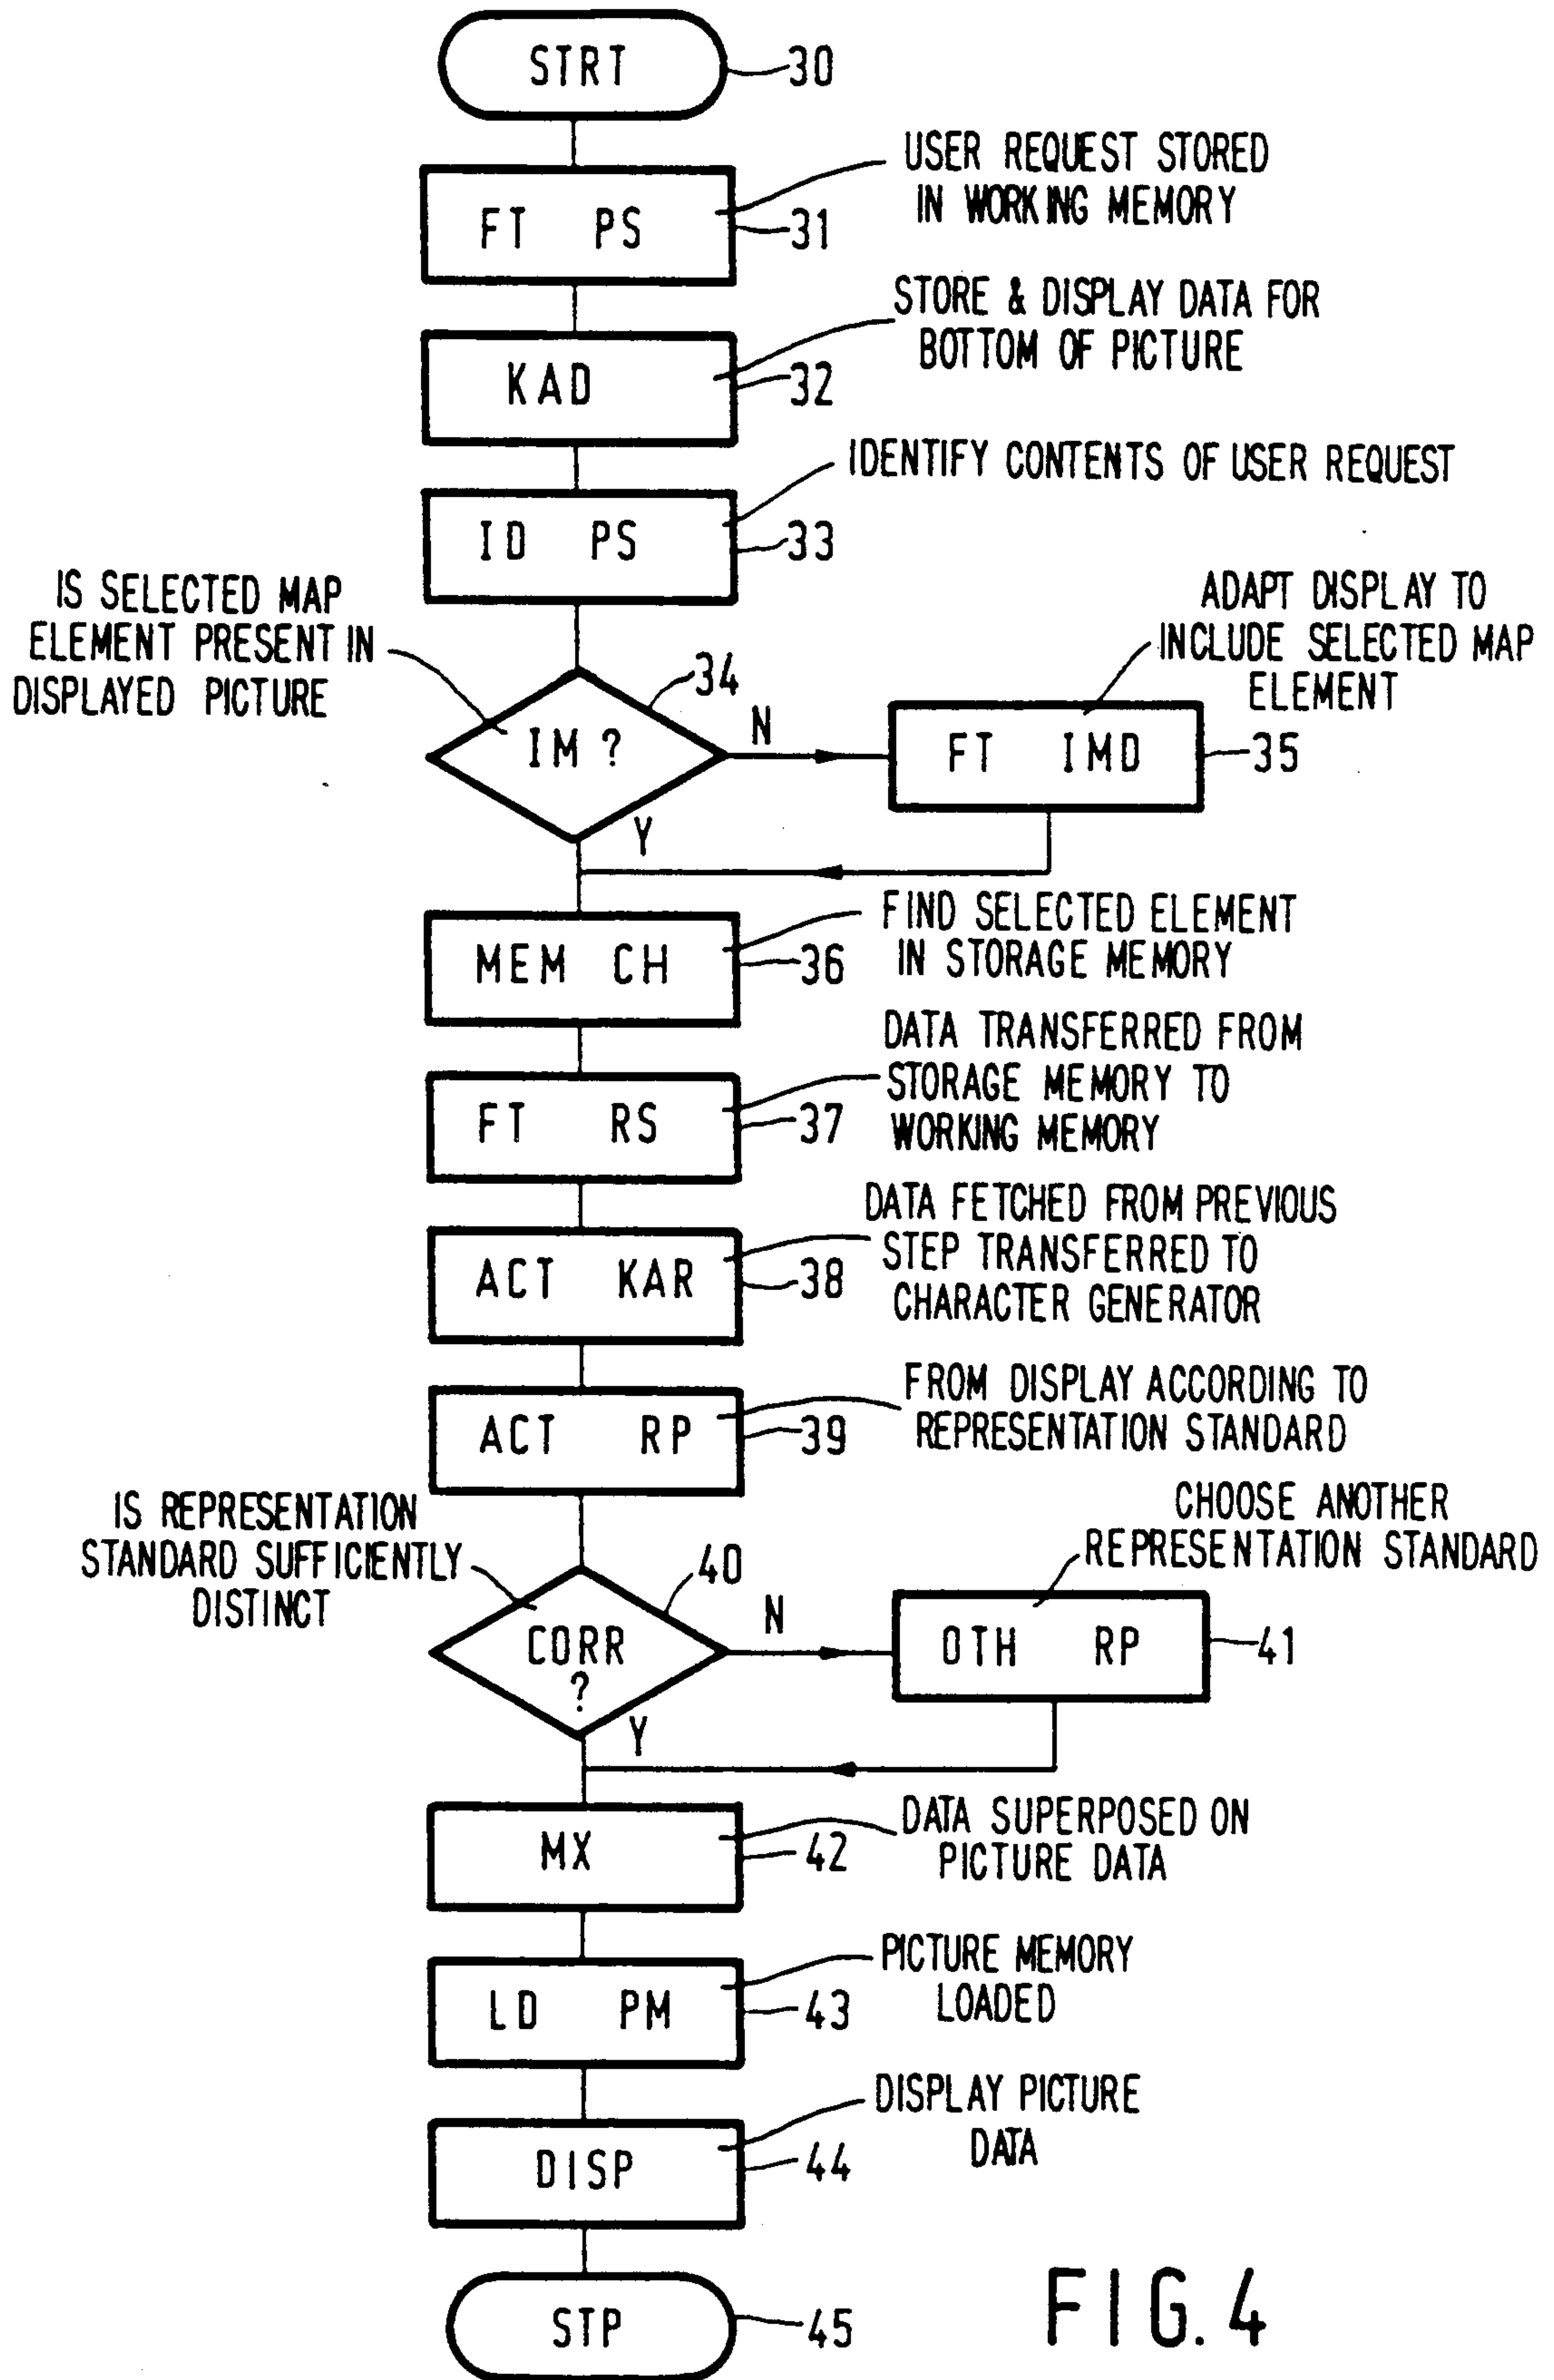 STRT
30
USER REQUEST STORED
IN WORKING MEMORY
FT PS
31
STORE & DISPLAY DATA FOR
BOTTOM OF PICTURE
KAD
32
IDENTIFY CONTENTS OF USER REQUEST
ID PS
33
IS SELECTED MAP
ELEMENT PRESENT IN
DISPLAYED PICTURE
34
IM ?
N
Y
ADAPT DISPLAY TO
INCLUDE SELECTED MAP
ELEMENT
FT IMD
35
FIND SELECTED ELEMENT
IN STORAGE MEMORY
MEM CH
36
DATA TRANSFERRED FROM
STORAGE MEMORY TO
WORKING MEMORY
FT RS
37
DATA FETCHED FROM PREVIOUS
STEP TRANSFERRED TO
CHARACTER GENERATOR
ACT KAR
38
FROM DISPLAY ACCORDING TO
REPRESENTATION STANDARD
ACT RP
39
IS REPRESENTATION
STANDARD SUFFICIENTLY
DISTINCT
40
CORR
?
N
Y
CHOOSE ANOTHER
REPRESENTATION STANDARD
OTH RP
41
DATA SUPERPOSED ON
PICTURE DATA
MX
42
PICTURE MEMORY
LOADED
LD PM
43
DISPLAY PICTURE
DATA
DISP
44
STP
45
FIG. 4